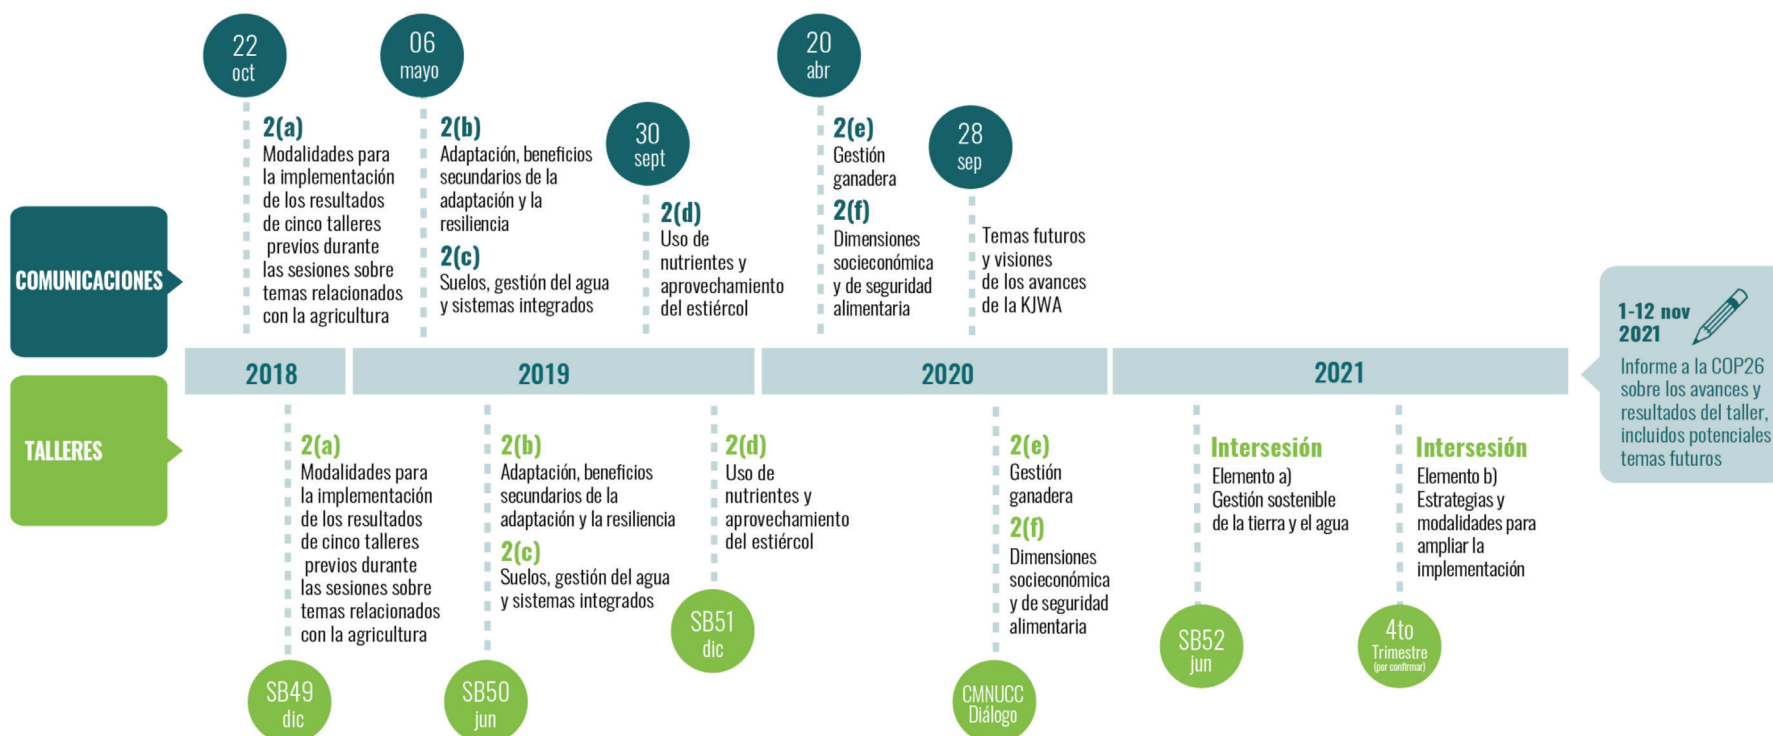 22
oct
2(a)
Modalidades para
la implementación
de los resultados
de cinco talleres
previos durante
las sesiones sobre
temas relacionados
con la agricultura
06
mayo
2(b)
Adaptación, beneficios
secundarios de la
adaptación y la
resiliencia
2(c)
Suelos, gestión del agua
y sistemas integrados
30
sept
2(d)
Uso de
nutrientes y
aprovechamiento
del estiércol
20
abr
2(e)
Gestión
ganadera
2(f)
Dimensiones
socieconómica
y de seguridad
alimentaria
28
sep
Temas futuros
y visiones
de los avances
de la KJWA
COMUNICACIONES
2018
2019
2020
2021
1-12 nov
2021
Informe a la COP26
sobre los avances y
resultados del taller,
incluidos potenciales
temas futuros
TALLERES
2(a)
Modalidades para
la implementación
de los resultados
de cinco talleres
previos durante
las sesiones sobre
temas relacionados
con la agricultura
SB49
dic
2(b)
Adaptación, beneficios
secundarios de la
adaptación y la resiliencia
2(c)
Suelos, gestión del agua
y sistemas integrados
SB50
jun
2(d)
Uso de
nutrientes y
aprovechamiento
del estiércol
SB51
dic
2(e)
Gestión
ganadera
2(f)
Dimensiones
socieconómica
y de seguridad
alimentaria
CMNUCC
Diálogo
Intersesión
Elemento a)
Gestión sostenible
de la tierra y el agua
SB52
jun
Intersesión
Elemento b)
Estrategias y
modalidades para
ampliar la
implementación
4to
Trimestre
(por confirmar)